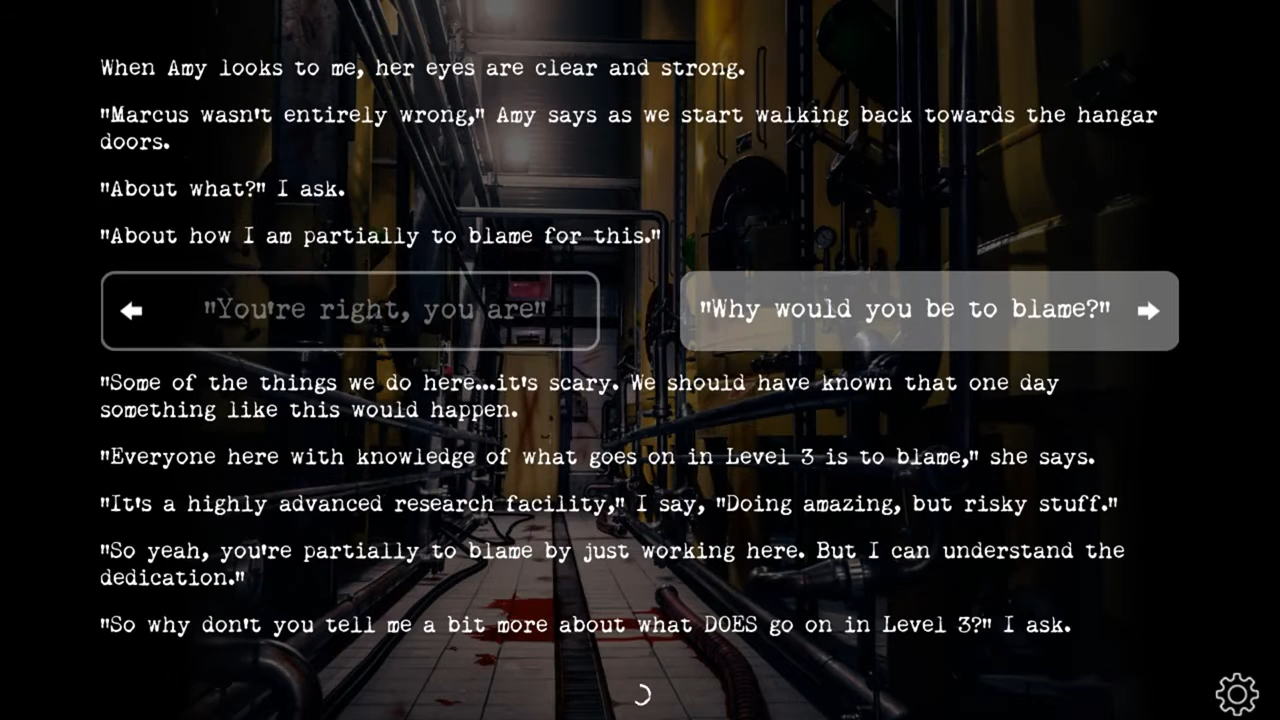 When Amy looks to me, her eyes are clear and strong.
"Marcus wasn't entirely wrong," Amy says as we start walking back towards the hangar
doors.
"About what?" I ask.
"About how I am partially to blame for this."
"You're right, you are"
"Why would you be to blame?"
"Some of the things we do here...it's scary. We should have known that one day
something like this would happen.
"Everyone here with knowledge of what goes on in Level 3 is to blame," she says.
"It's a highly advanced research facility," I say, "Doing amazing, but risky stuff."
"So yeah, you're partially to blame by just working here. But I can understand the
dedication."
"So why don't you tell me a bit more about what DOES go on in Level 3?" I ask.